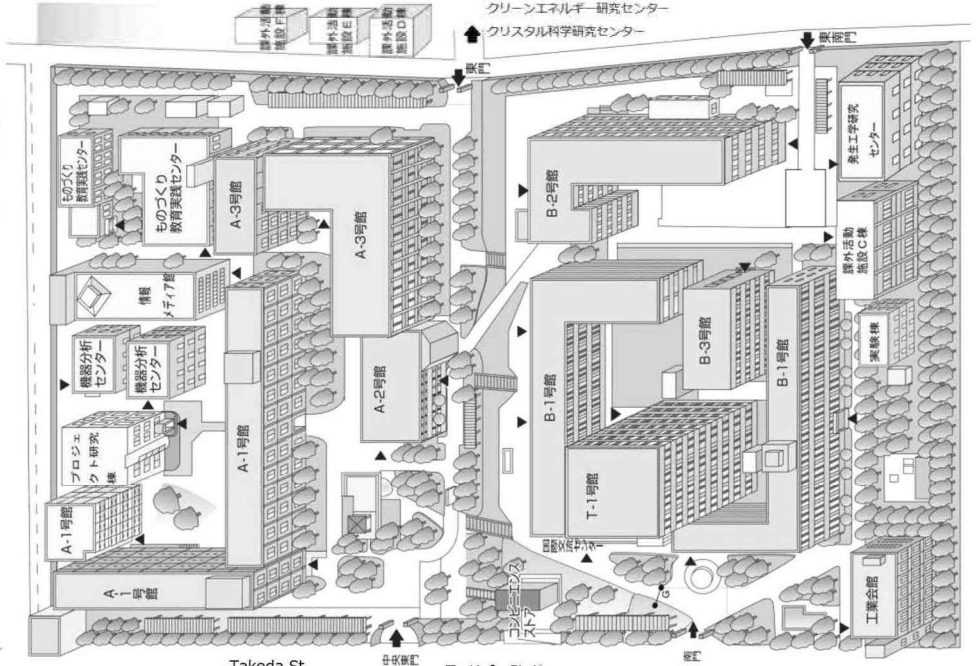 クリーンエネルギー研究センター
クリスタル科学研究センター
課外活動
施設F棟
課外活動
施設E棟
課外活動
施設D棟
東門
東南門
ものづくり
教育実践センター
ものづくり
教育実践センター
A-3号館
A-3号館
B-2号館
発生工学研究
センター
課外活動
施設C棟
情報
メディア館
機器分析
センター
機器分析
センター
A-2号館
B-1号館
B-3号館
B-1号館
実験棟
プロジェ
クト研究
棟
A-1号館
A-1号館
T-1号館
A-1号館
国際交流センター
コンビニエンス
ストア
G
工業会館
中央東門
南門
Takeda St.